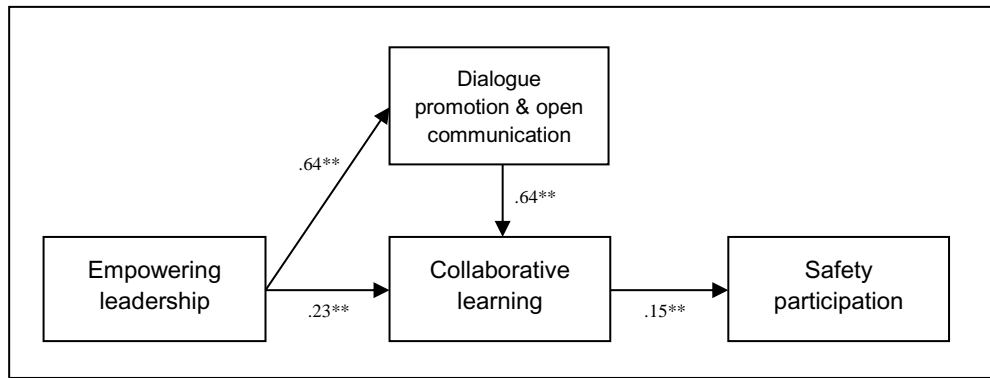 Dialogue
promotion & open
communication
.64**
.64**
Empowering
leadership
Collaborative
learning
Safety
participation
.23**
.15**